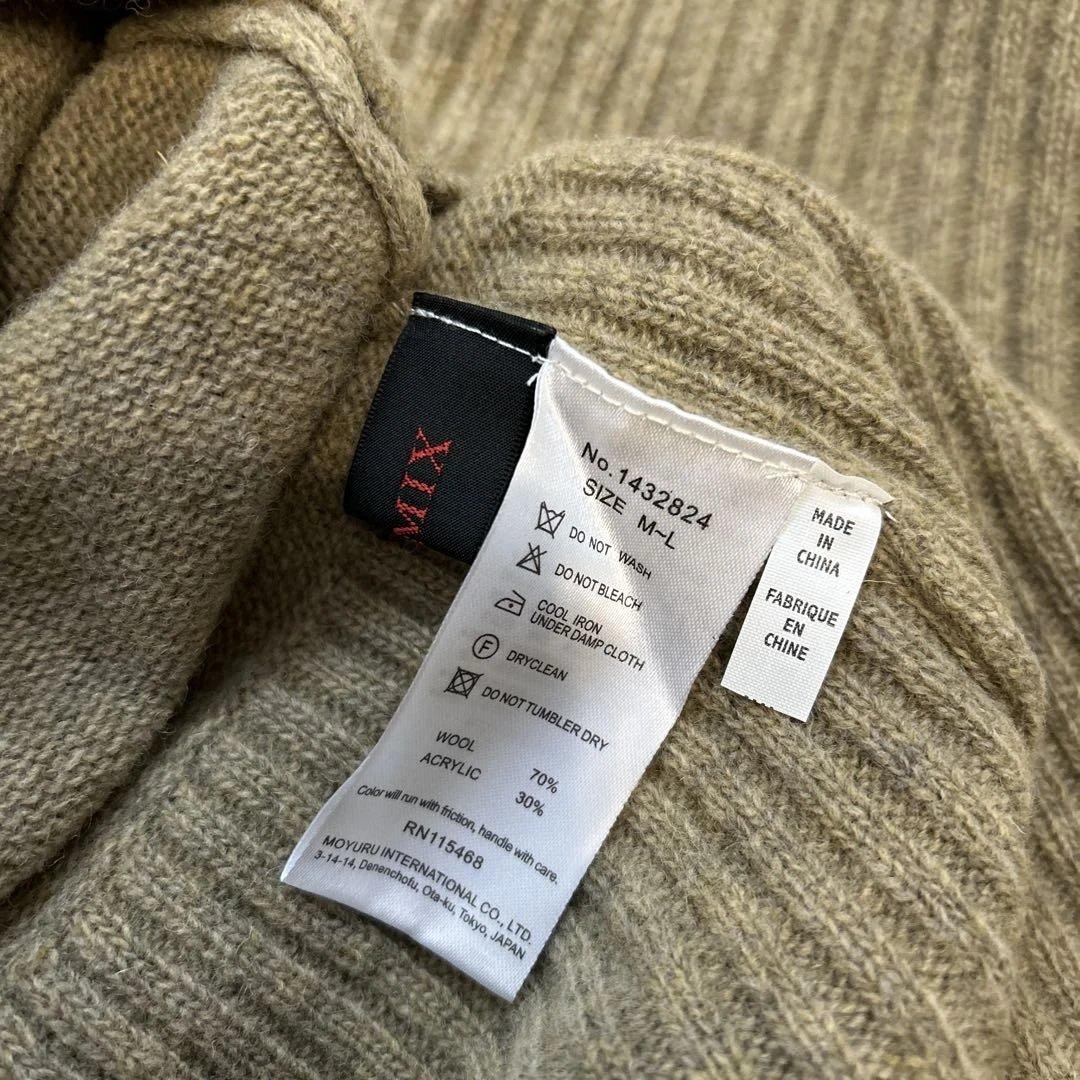 MIX
No.1432824
SIZE M~L
DO NOT WASH
DO NOT BLEACH
COOL IRON
UNDER DAMP CLOTH
F
DRYCLEAN
DO NOT TUMBLER DRY
WOOL 70%
ACRYLIC 30%
Color will run with friction, handle with care.
RN115468
MOYURU INTERNATIONAL CO., LTD.
3-14-14, Denenchofu, Ota-ku, Tokyo, JAPAN
MADE
IN
CHINA
FABRIQUE
EN
CHINE